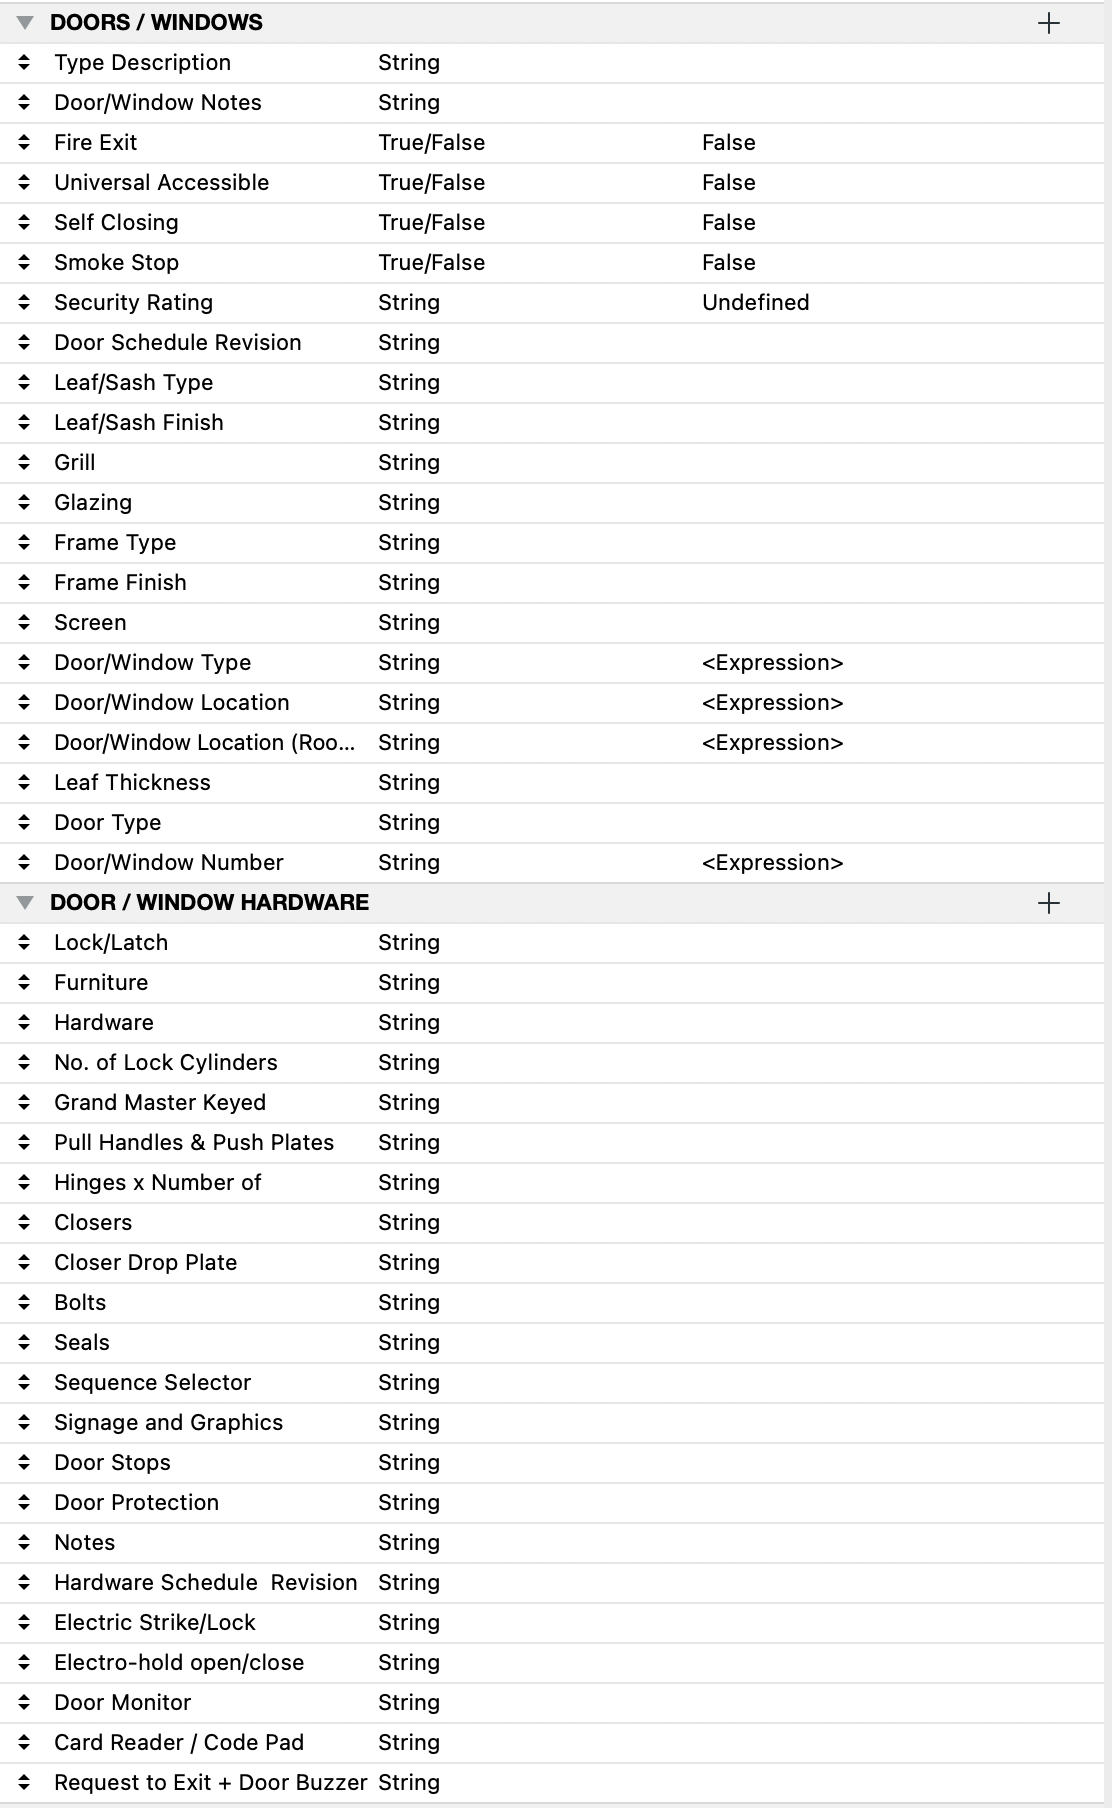 DOORS / WINDOWS
Type Description String
Door/Window Notes String
Fire Exit True/False False
Universal Accessible True/False False
Self Closing True/False False
Smoke Stop True/False False
Security Rating String Undefined
Door Schedule Revision String
Leaf/Sash Type String
Leaf/Sash Finish String
Grill String
Glazing String
Frame Type String
Frame Finish String
Screen String
Door/Window Type String <Expression>
Door/Window Location String <Expression>
Door/Window Location (Roo... String <Expression>
Leaf Thickness String
Door Type String
Door/Window Number String <Expression>
DOOR / WINDOW HARDWARE
Lock/Latch String
Furniture String
Hardware String
No. of Lock Cylinders String
Grand Master Keyed String
Pull Handles & Push Plates String
Hinges x Number of String
Closers String
Closer Drop Plate String
Bolts String
Seals String
Sequence Selector String
Signage and Graphics String
Door Stops String
Door Protection String
Notes String
Hardware Schedule  Revision String
Electric Strike/Lock String
Electro-hold open/close String
Door Monitor String
Card Reader / Code Pad String
Request to Exit + Door Buzzer String